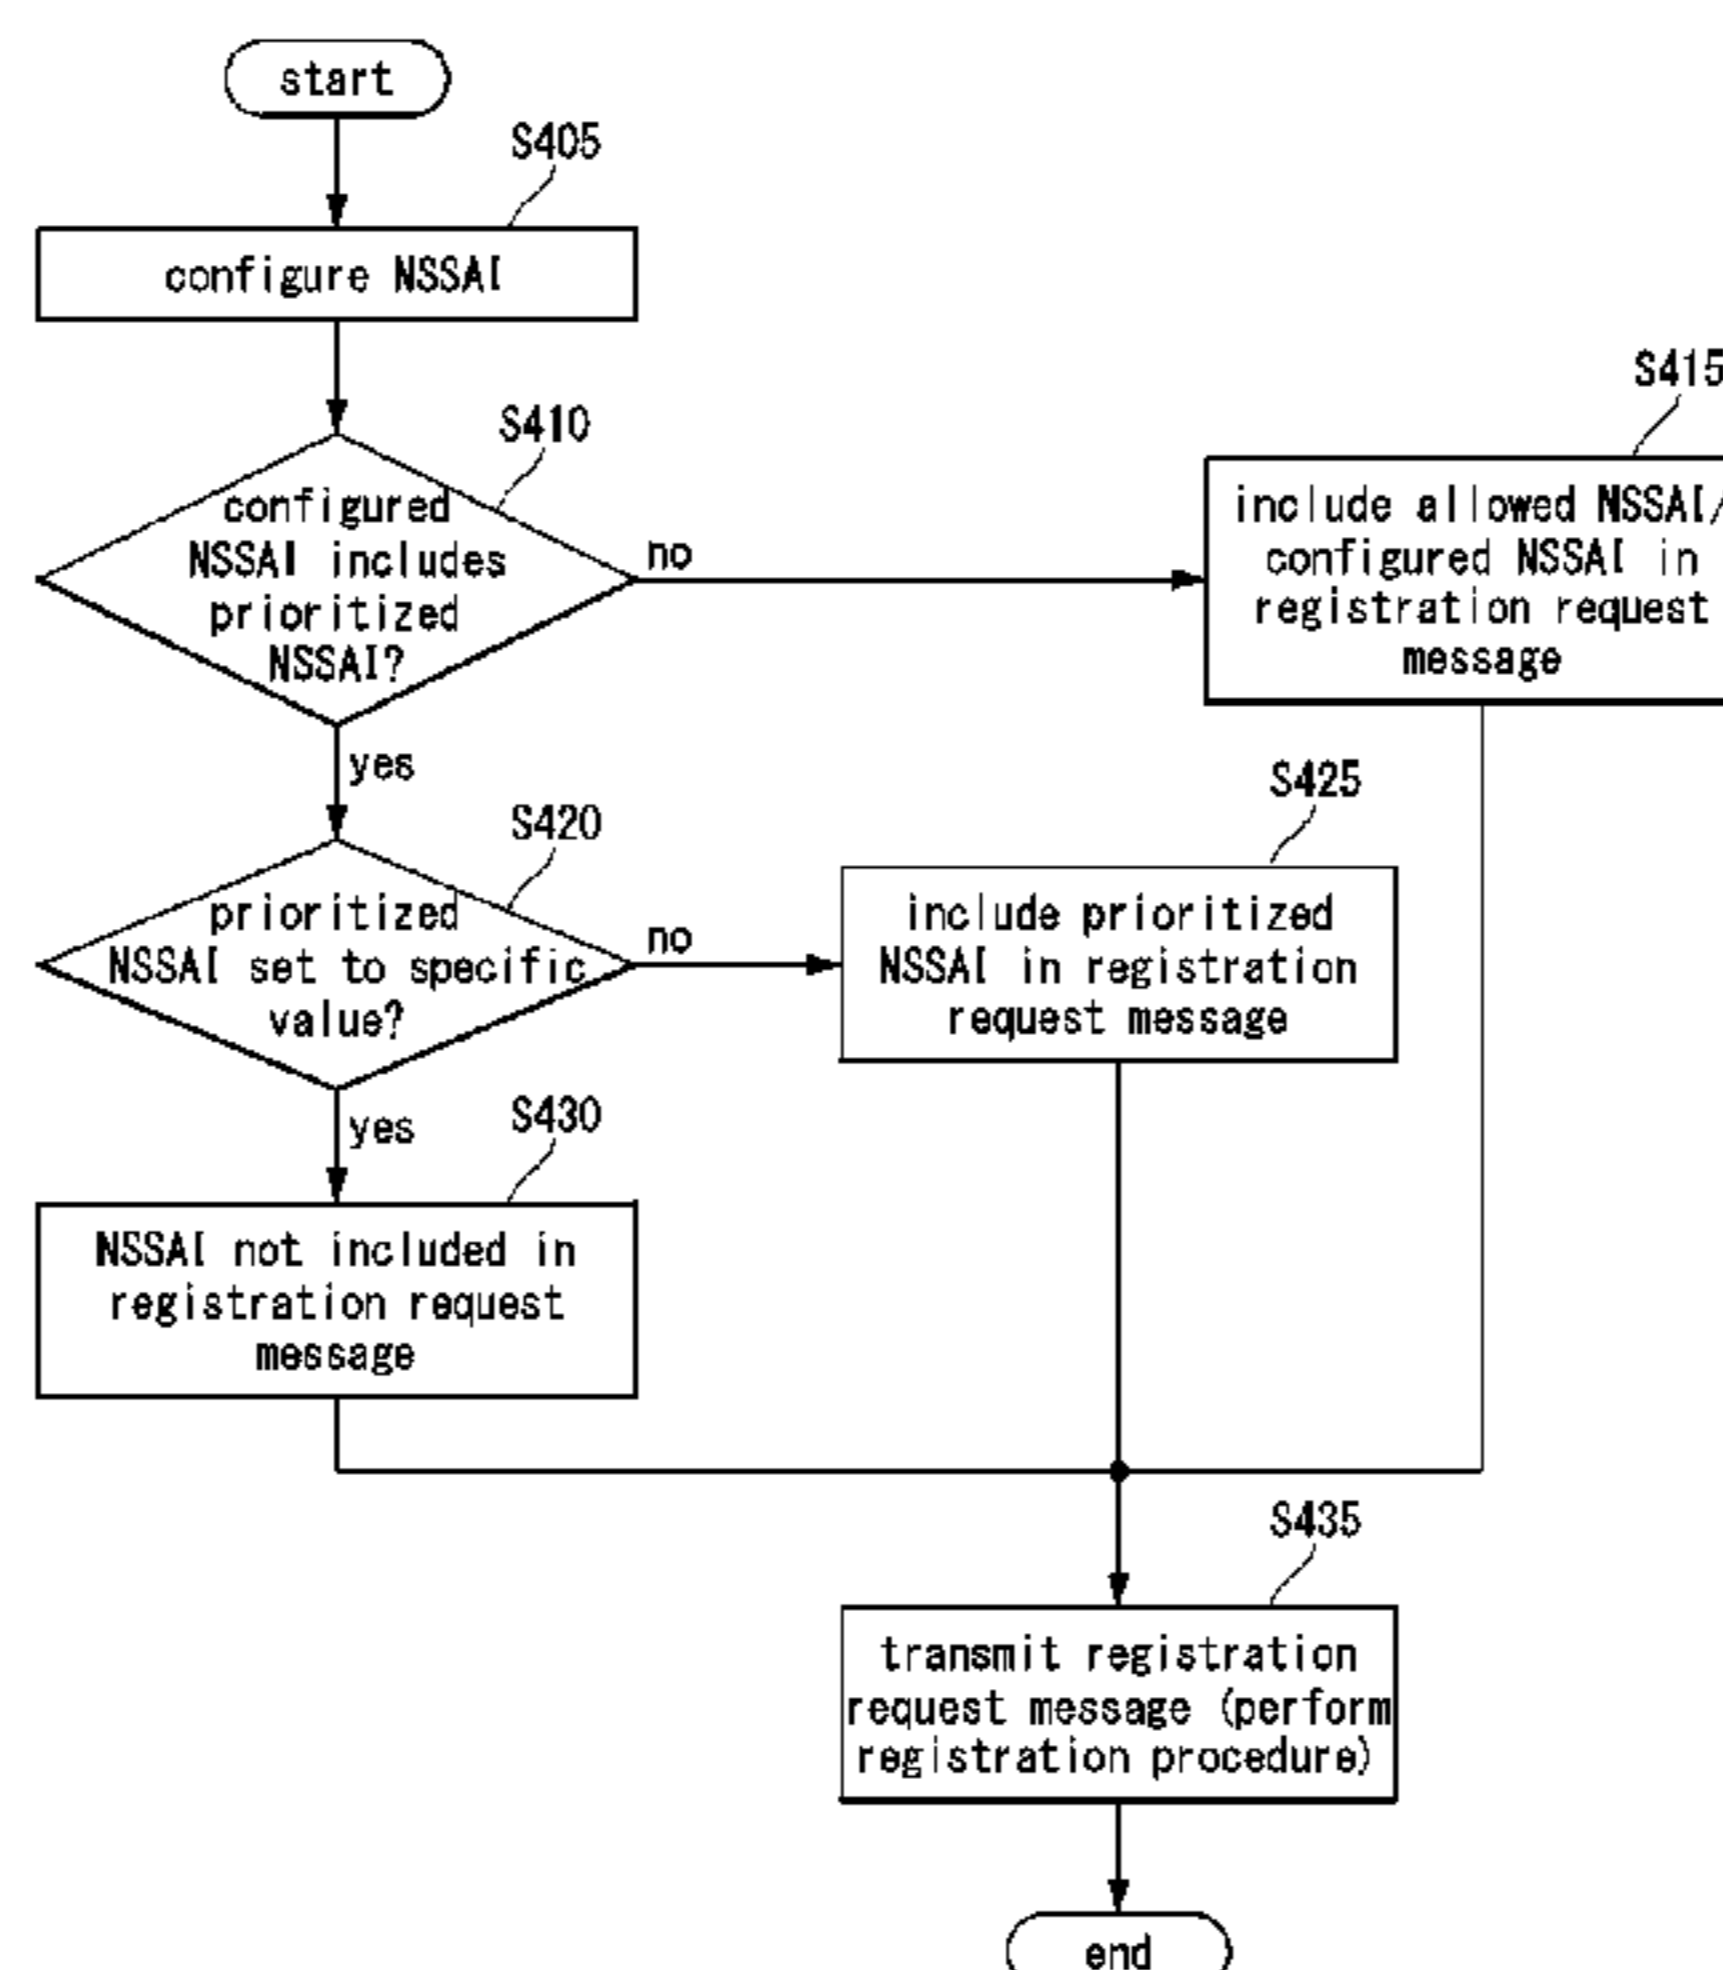 start
S405
configure NSSAI
S410
configured
NSSAI includes
prioritized
NSSAI?
no
S415
include allowed NSSAI/
configured NSSAI in
registration request
message
yes
S420
prioritized
NSSAI set to specific
value?
no
S425
include prioritized
NSSAI in registration
request message
yes
S430
NSSAI not included in
registration request
message
S435
transmit registration
request message (perform
registration procedure)
end